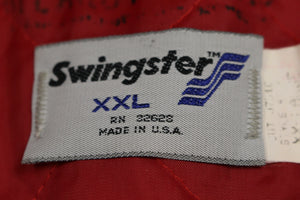 Swingster™
XXL
RN 32628
MADE IN U.S.A.